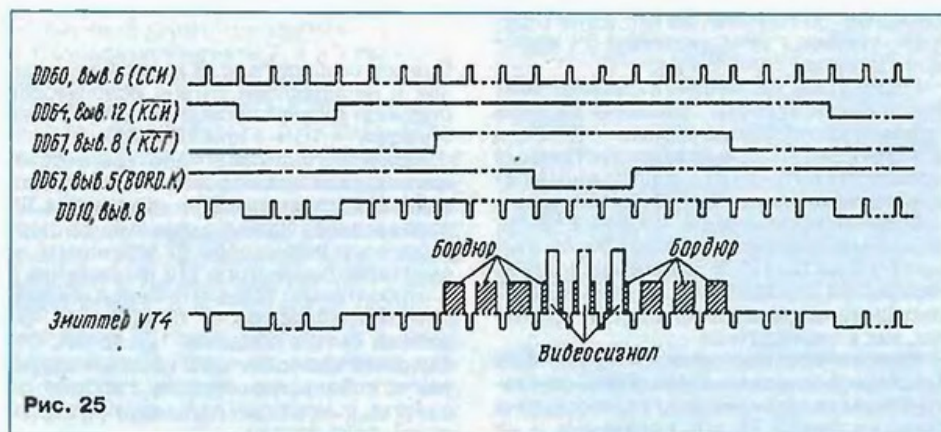 DD60, выв. 6 (ССИ)
DD64, выв. 12 (КСИ)
DD67, выв. 8 (КСГ)
DD67, выв. 5 (BORD. К)
DD10, выв. 8
бордюр
бордюр
Эмиттер VT4
Видеосигнал
Рис. 25